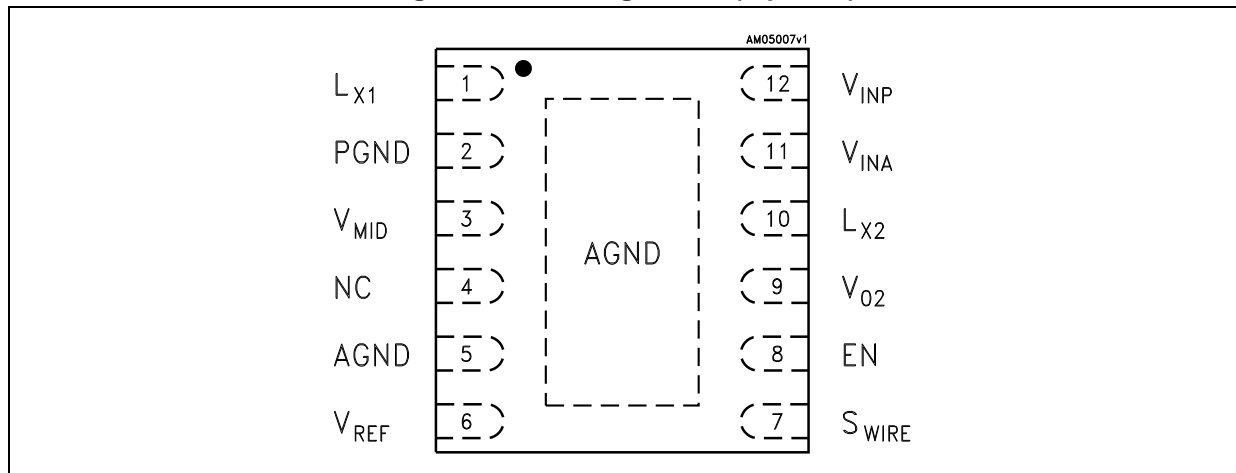 AM05007v1
LX1 1 12 VINP
PGND 2 11 VINA
VMID 3 10 LX2
AGND
NC 4 9 VO2
AGND 5 8 EN
VREF 6 7 SWIRE